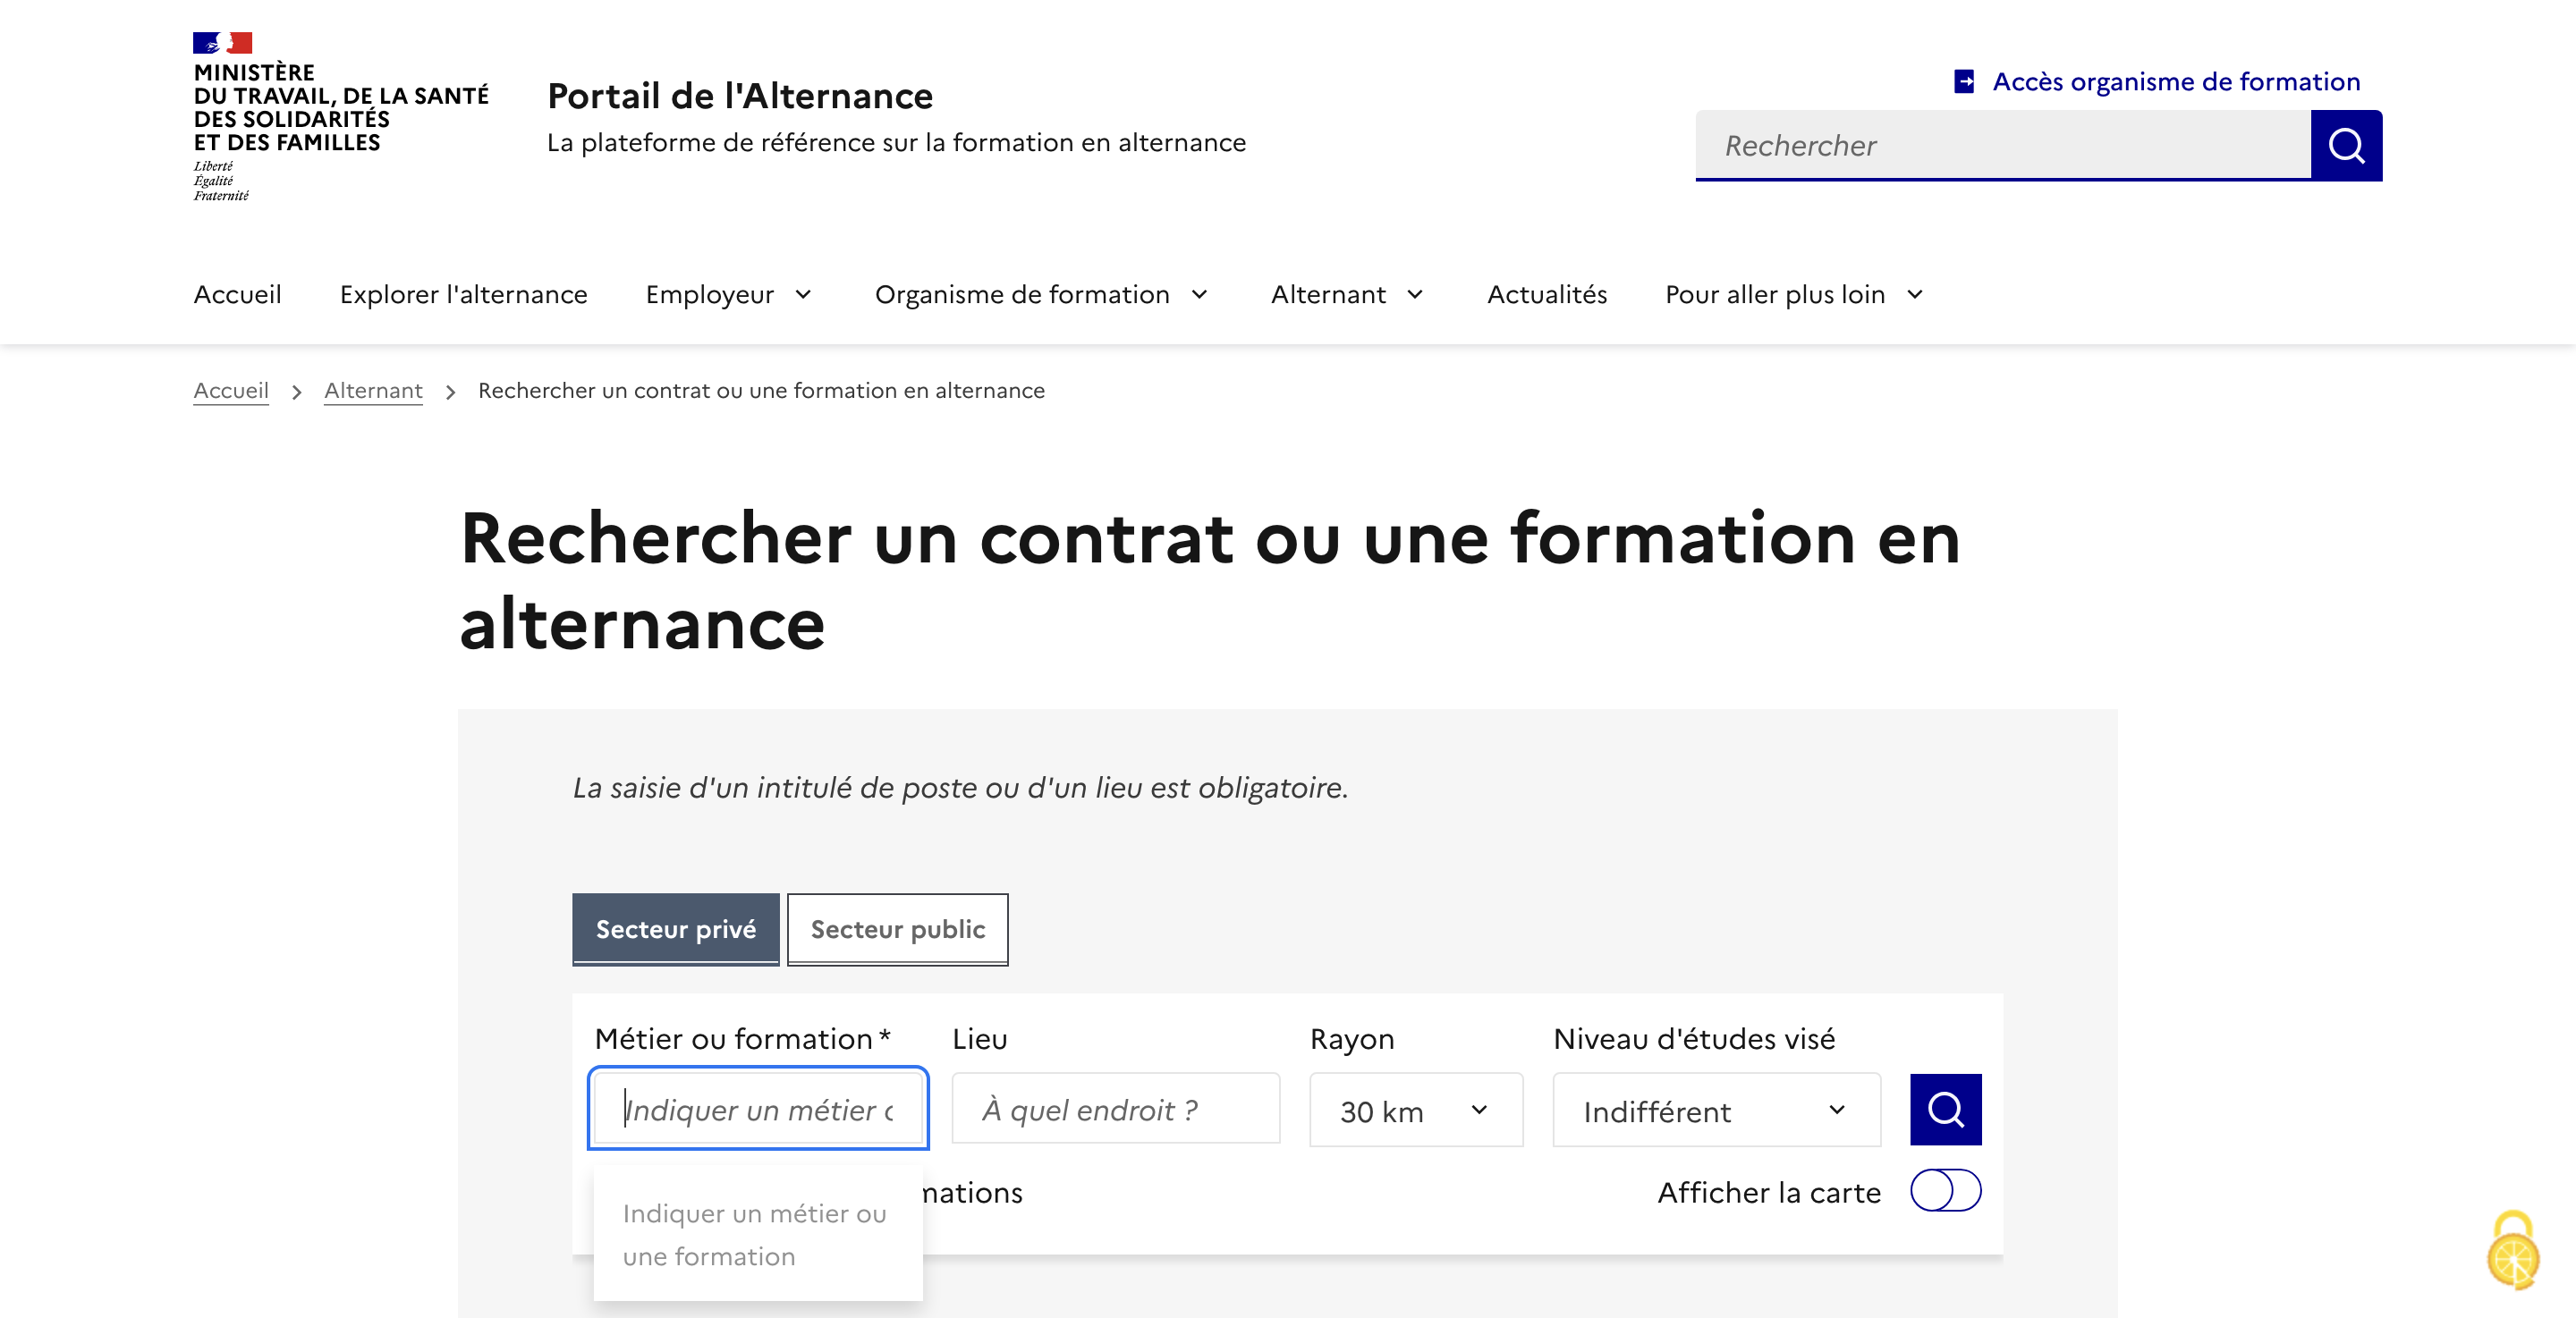 MINISTÈRE
DU TRAVAIL, DE LA SANTÉ
DES SOLIDARITÉS
ET DES FAMILLES
Liberté
Égalité
Fraternité
Portail de l'Alternance
La plateforme de référence sur la formation en alternance
Accès organisme de formation
Rechercher
Accueil Explorer l'alternance Employeur Organisme de formation Alternant Actualités Pour aller plus loin
Accueil > Alternant > Rechercher un contrat ou une formation en alternance
Rechercher un contrat ou une formation en
alternance
La saisie d'un intitulé de poste ou d'un lieu est obligatoire.
Secteur privé Secteur public
Métier ou formation * Lieu Rayon Niveau d'études visé
Indiquer un métier À quel endroit ? 30 km Indifférent
mations Afficher la carte
Indiquer un métier ou
une formation